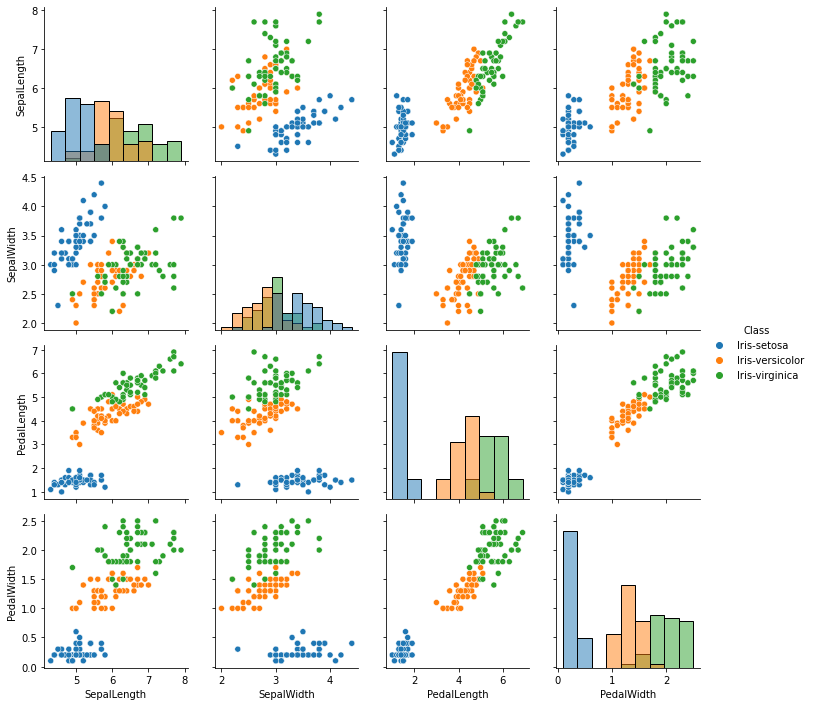 8
7
6
5
SepalLength
4.5
4.0
3.5
3.0
2.5
2.0
SepalWidth
Class
Iris-setosa
Iris-versicolor
Iris-virginica
7
6
5
4
3
2
1
PedalLength
2.5
2.0
1.5
1.0
0.5
0.0
PedalWidth
5 6 7 8
2 3 4
2 4 6
0 1 2
SepalLength SepalWidth PedalLength PedalWidth